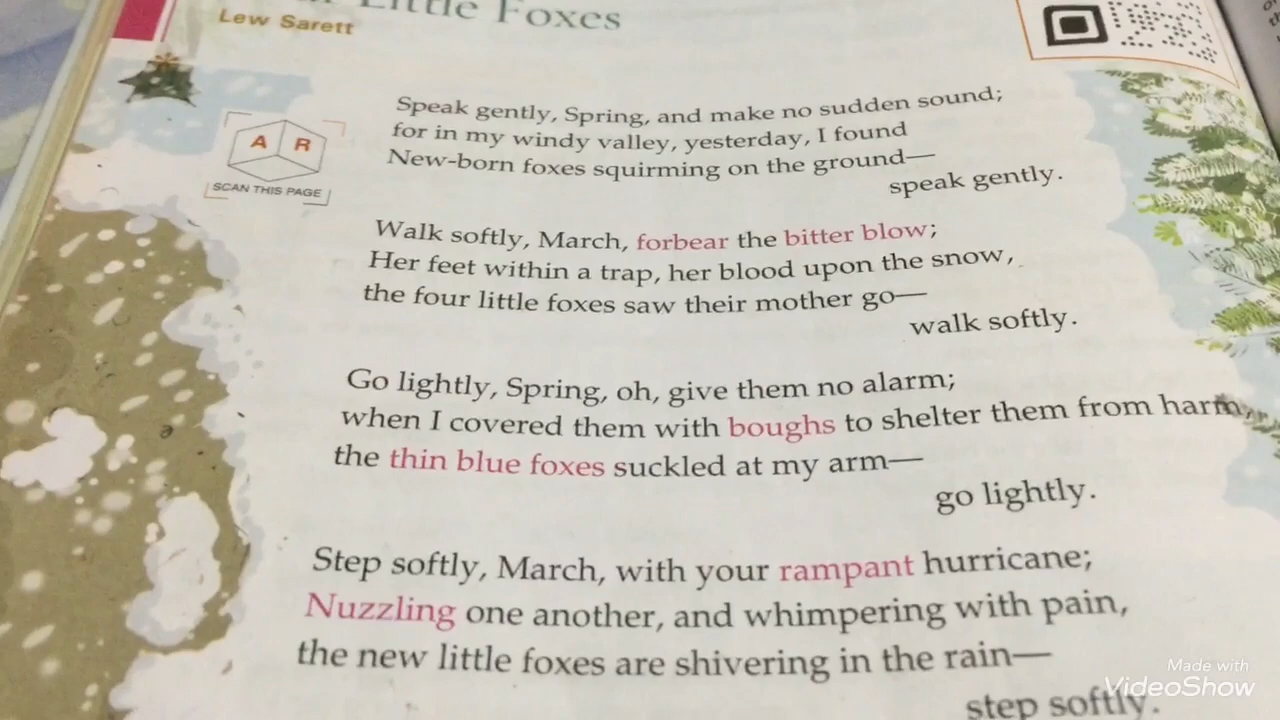 Little Foxes
Lew Sarett
A R
SCAN THIS PAGE
Speak gently, Spring, and make no sudden sound;
for in my windy valley, yesterday, I found
New-born foxes squirming on the ground—
speak gently.
Walk softly, March, forbear the bitter blow;
Her feet within a trap, her blood upon the snow,
the four little foxes saw their mother go—
walk softly.
Go lightly, Spring, oh, give them no alarm;
when I covered them with boughs to shelter them from harm,
the thin blue foxes suckled at my arm—
go lightly.
Step softly, March, with your rampant hurricane;
Nuzzling one another, and whimpering with pain,
the new little foxes are shivering in the rain—
step softly.
Made with
VideoShow